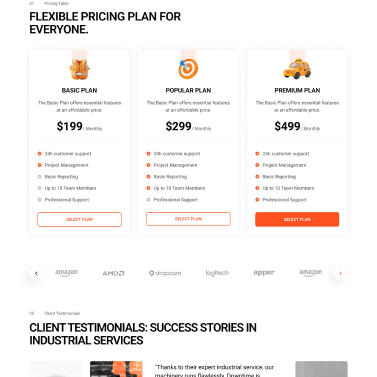 01 Pricing Table
FLEXIBLE PRICING PLAN FOR
EVERYONE.
BASIC PLAN
The Basic Plan offers essential features
at an affordable price.
$199 / Monthly
24h customer support
Project Management
Basic Reporting
Up to 10 Team Members
Professional Support
SELECT PLAN
POPULAR PLAN
The Basic Plan offers essential features
at an affordable price.
$299 / Monthly
24h customer support
Project Management
Basic Reporting
Up to 10 Team Members
Professional Support
SELECT PLAN
PREMIUM PLAN
The Basic Plan offers essential features
at an affordable price.
$499 / Monthly
24h customer support
Project Management
Basic Reporting
Up to 10 Team Members
Professional Support
SELECT PLAN
amazon
AMD
dropcom
logitech
apper
amazon
Client Testimonials
CLIENT TESTIMONIALS: SUCCESS STORIES IN
INDUSTRIAL SERVICES
"Thanks to their expert industrial service, our
machinery runs flawlessly. Downtime is